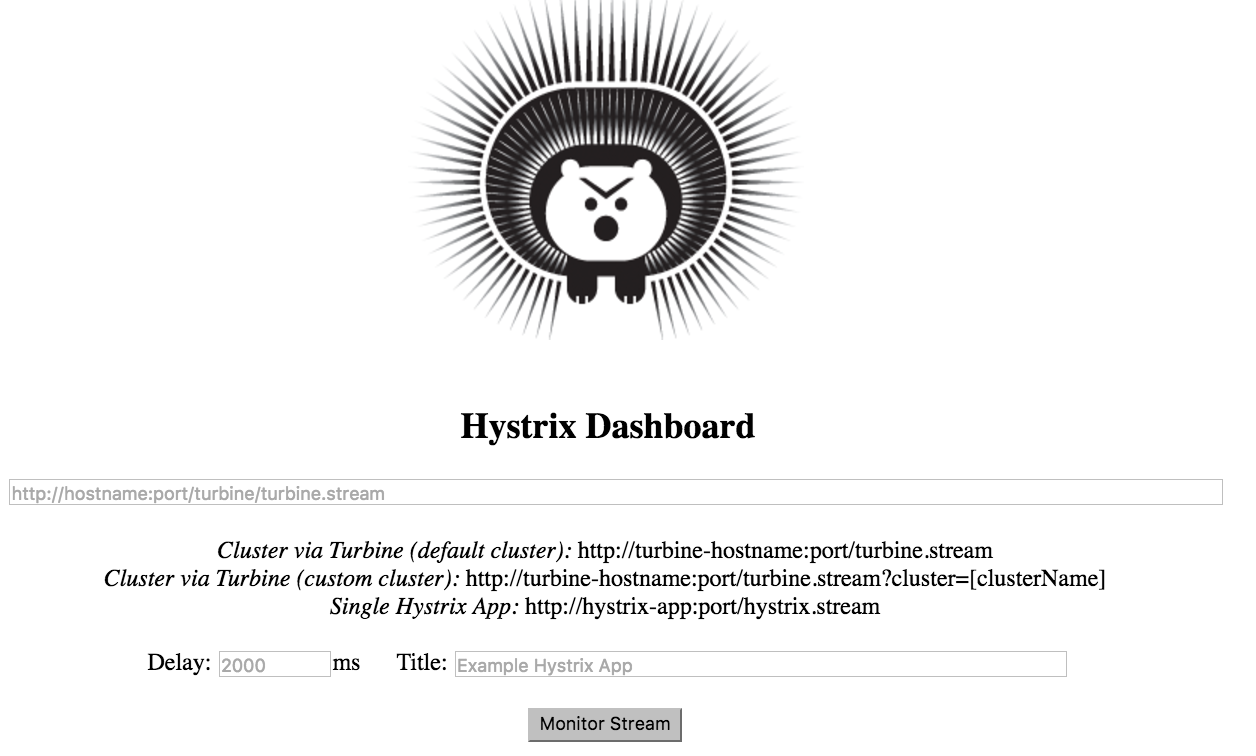 Hystrix Dashboard
http://hostname:port/turbine/turbine.stream
Cluster via Turbine (default cluster): http://turbine-hostname:port/turbine.stream
Cluster via Turbine (custom cluster): http://turbine-hostname:port/turbine.stream?cluster=[clusterName]
Single Hystrix App: http://hystrix-app:port/hystrix.stream
Delay: 2000 ms Title: Example Hystrix App
Monitor Stream